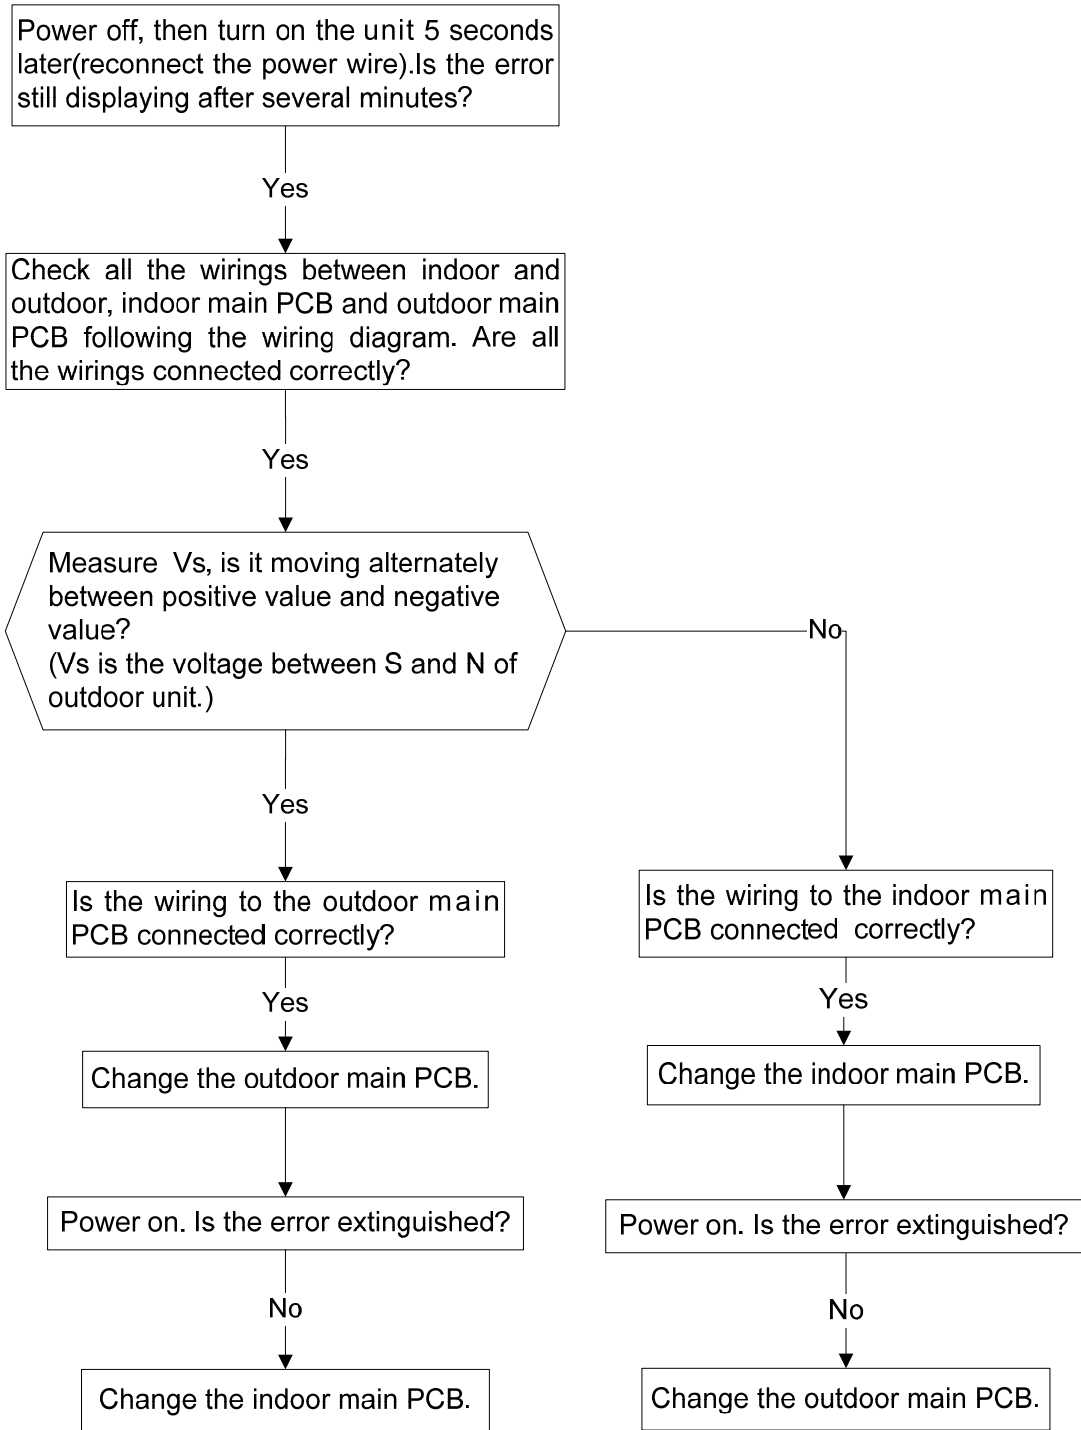 Power off, then turn on the unit 5 seconds
later(reconnect the power wire).Is the error
still displaying after several minutes?
Yes
Check all the wirings between indoor and
outdoor, indoor main PCB and outdoor main
PCB following the wiring diagram. Are all
the wirings connected correctly?
Yes
Measure Vs, is it moving alternately
between positive value and negative
value?
(Vs is the voltage between S and N of
outdoor unit.)
No
Yes
Is the wiring to the outdoor main
PCB connected correctly?
Yes
Change the outdoor main PCB.
Power on. Is the error extinguished?
No
Change the indoor main PCB.
Is the wiring to the indoor main
PCB connected correctly?
Yes
Change the indoor main PCB.
Power on. Is the error extinguished?
No
Change the outdoor main PCB.